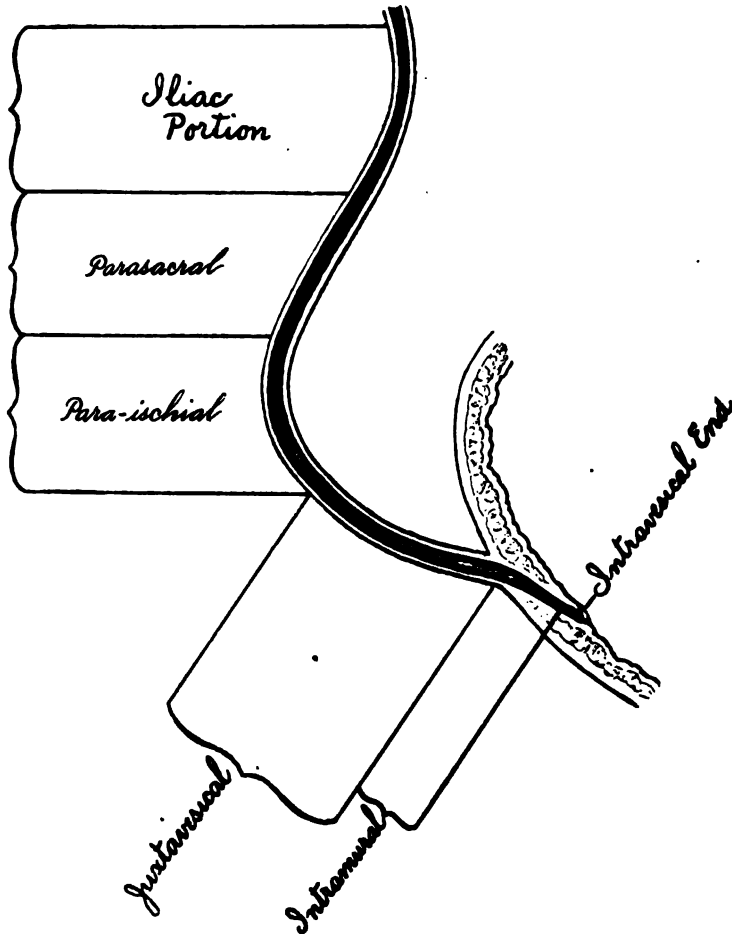 Iliac
Portion
Parasacral
Para-ischial
Intravesical End
Juxtavesical
Intramural